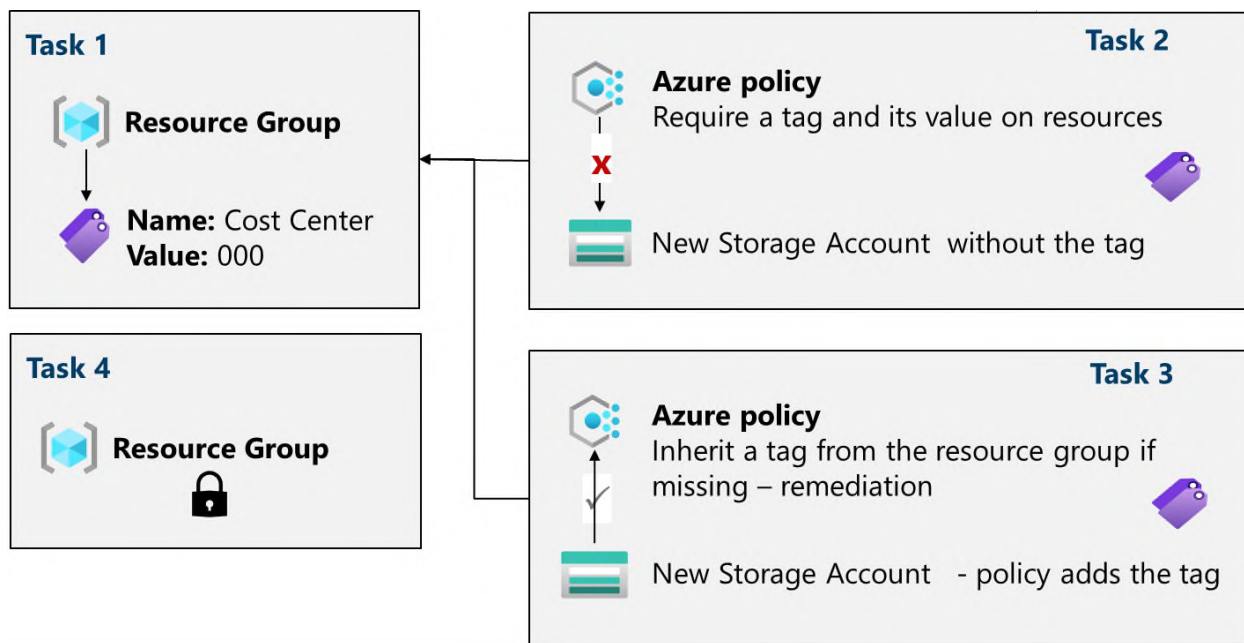 Task 1
Resource Group
Name: Cost Center
Value: 000
Task 2
Azure policy
Require a tag and its value on resources
x
New Storage Account without the tag
Task 4
Resource Group
Task 3
Azure policy
Inherit a tag from the resource group if
missing – remediation
New Storage Account - policy adds the tag